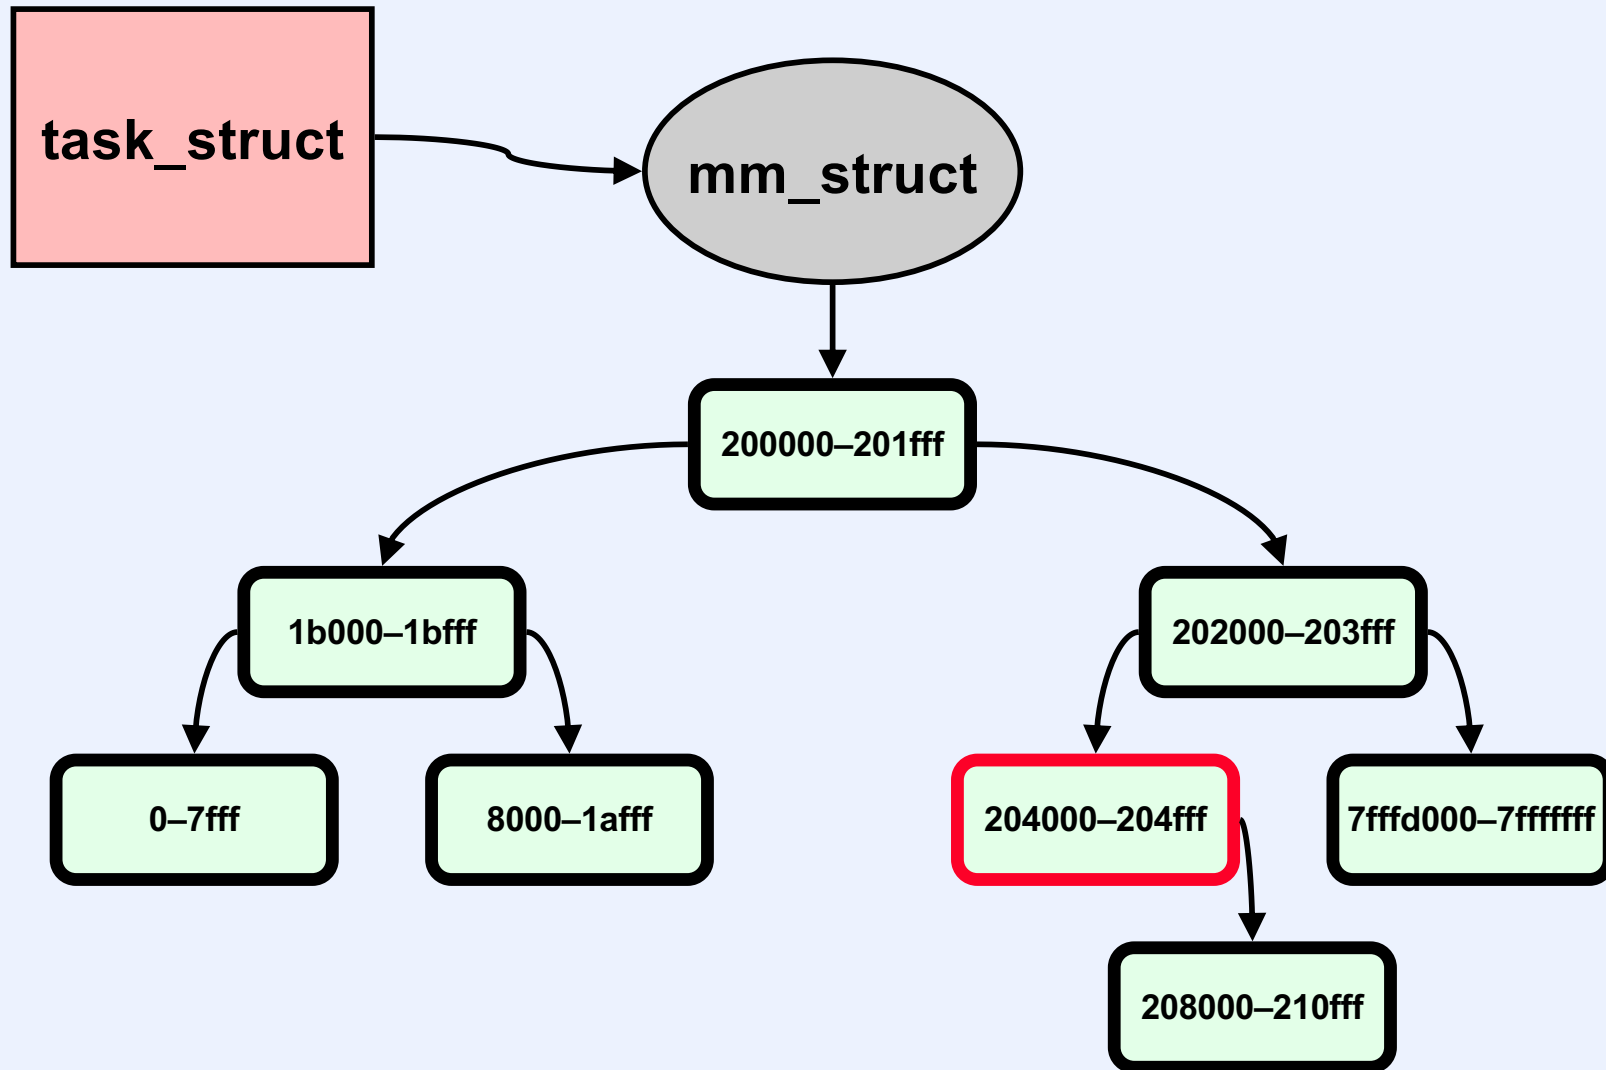 task_struct
mm_struct
200000–201fff
1b000–1bfff
202000–203fff
0–7fff
8000–1afff
204000–204fff
7fffd000–7fffffff
208000–210fff